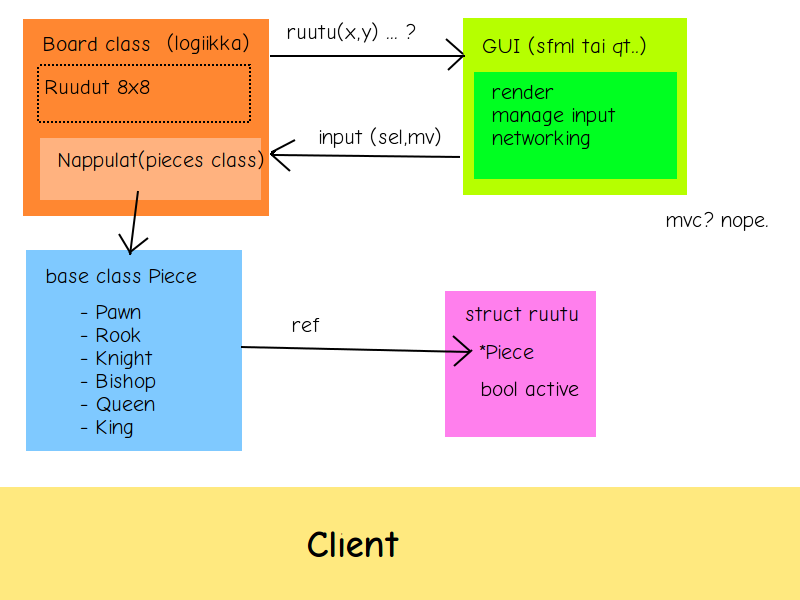 Board class (logiikka)
Ruudut 8x8
Nappulat(pieces class)
ruutu(x,y) ... ?
input (sel,mv)
GUI (sfml tai qt..)
render
manage input
networking
mvc? nope.
base class Piece
- Pawn
- Rook
- Knight
- Bishop
- Queen
- King
ref
struct ruutu
*Piece
bool active
Client